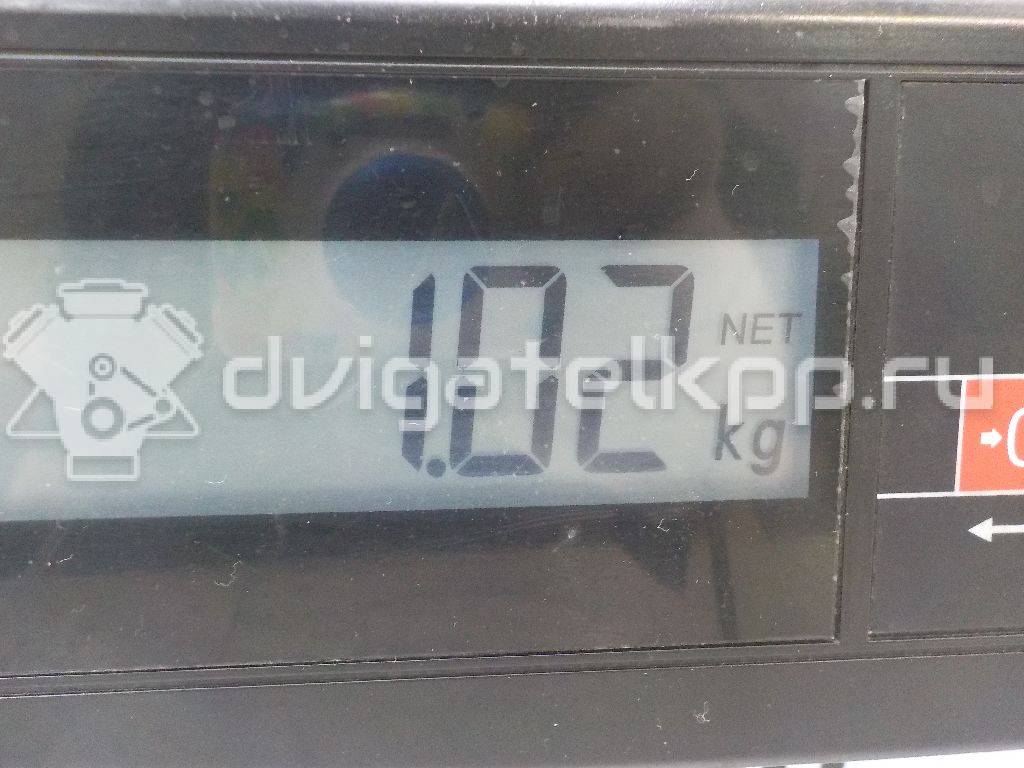 1.02 NET
kg
dvigatelkpp.ru